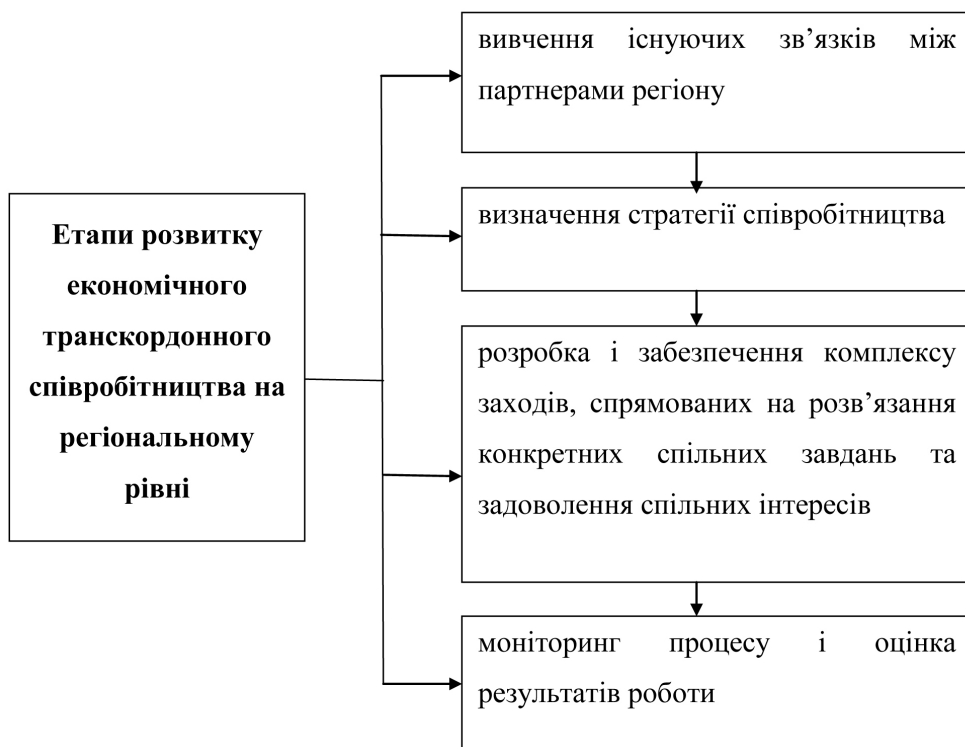 Етапи розвитку
економічного
транскордонного
співробітництва на
регіональному
рівні
вивчення існуючих зв’язків між
партнерами регіону
визначення стратегії співробітництва
розробка і забезпечення комплексу
заходів, спрямованих на розв’язання
конкретних спільних завдань та
задоволення спільних інтересів
моніторинг процесу і оцінка
результатів роботи